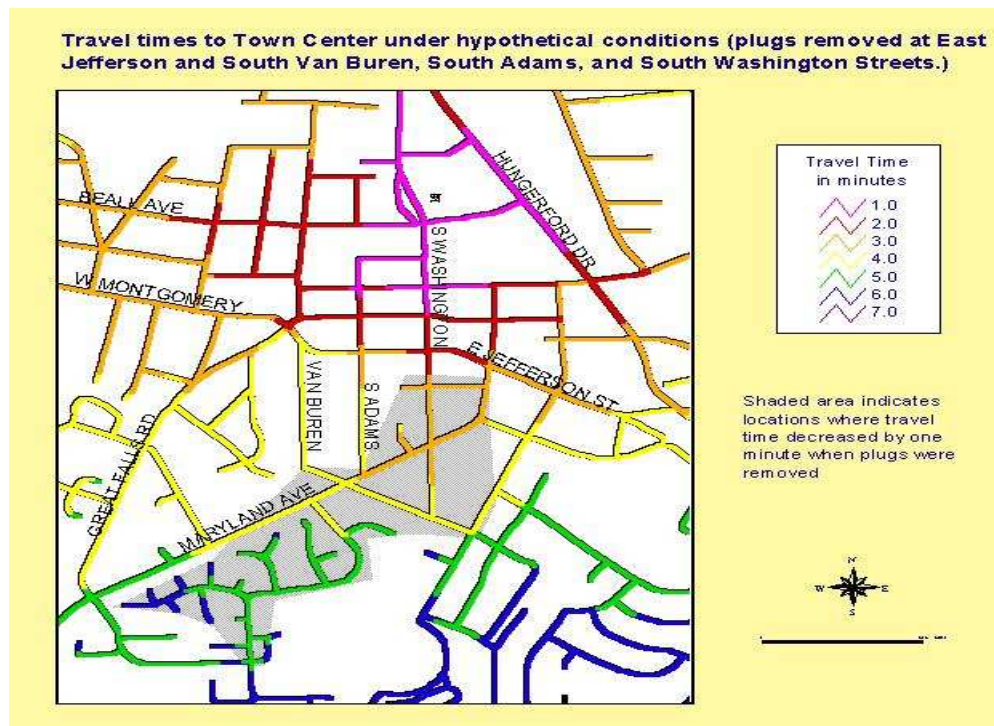 Travel times to Town Center under hypothetical conditions (plugs removed at East
Jefferson and South Van Buren, South Adams, and South Washington Streets.)
Travel Time
in minutes
1.0
2.0
3.0
4.0
5.0
6.0
7.0
BEALL AVE
HUNGERFORD DR
S WASHINGTON
W MONTGOMERY
E JEFFERSON ST
VAN BUREN
S ADAMS
GREAT FALLS RD
MARYLAND AVE
Shaded area indicates
locations where travel
time decreased by one
minute when plugs were
removed
N
W
E
S